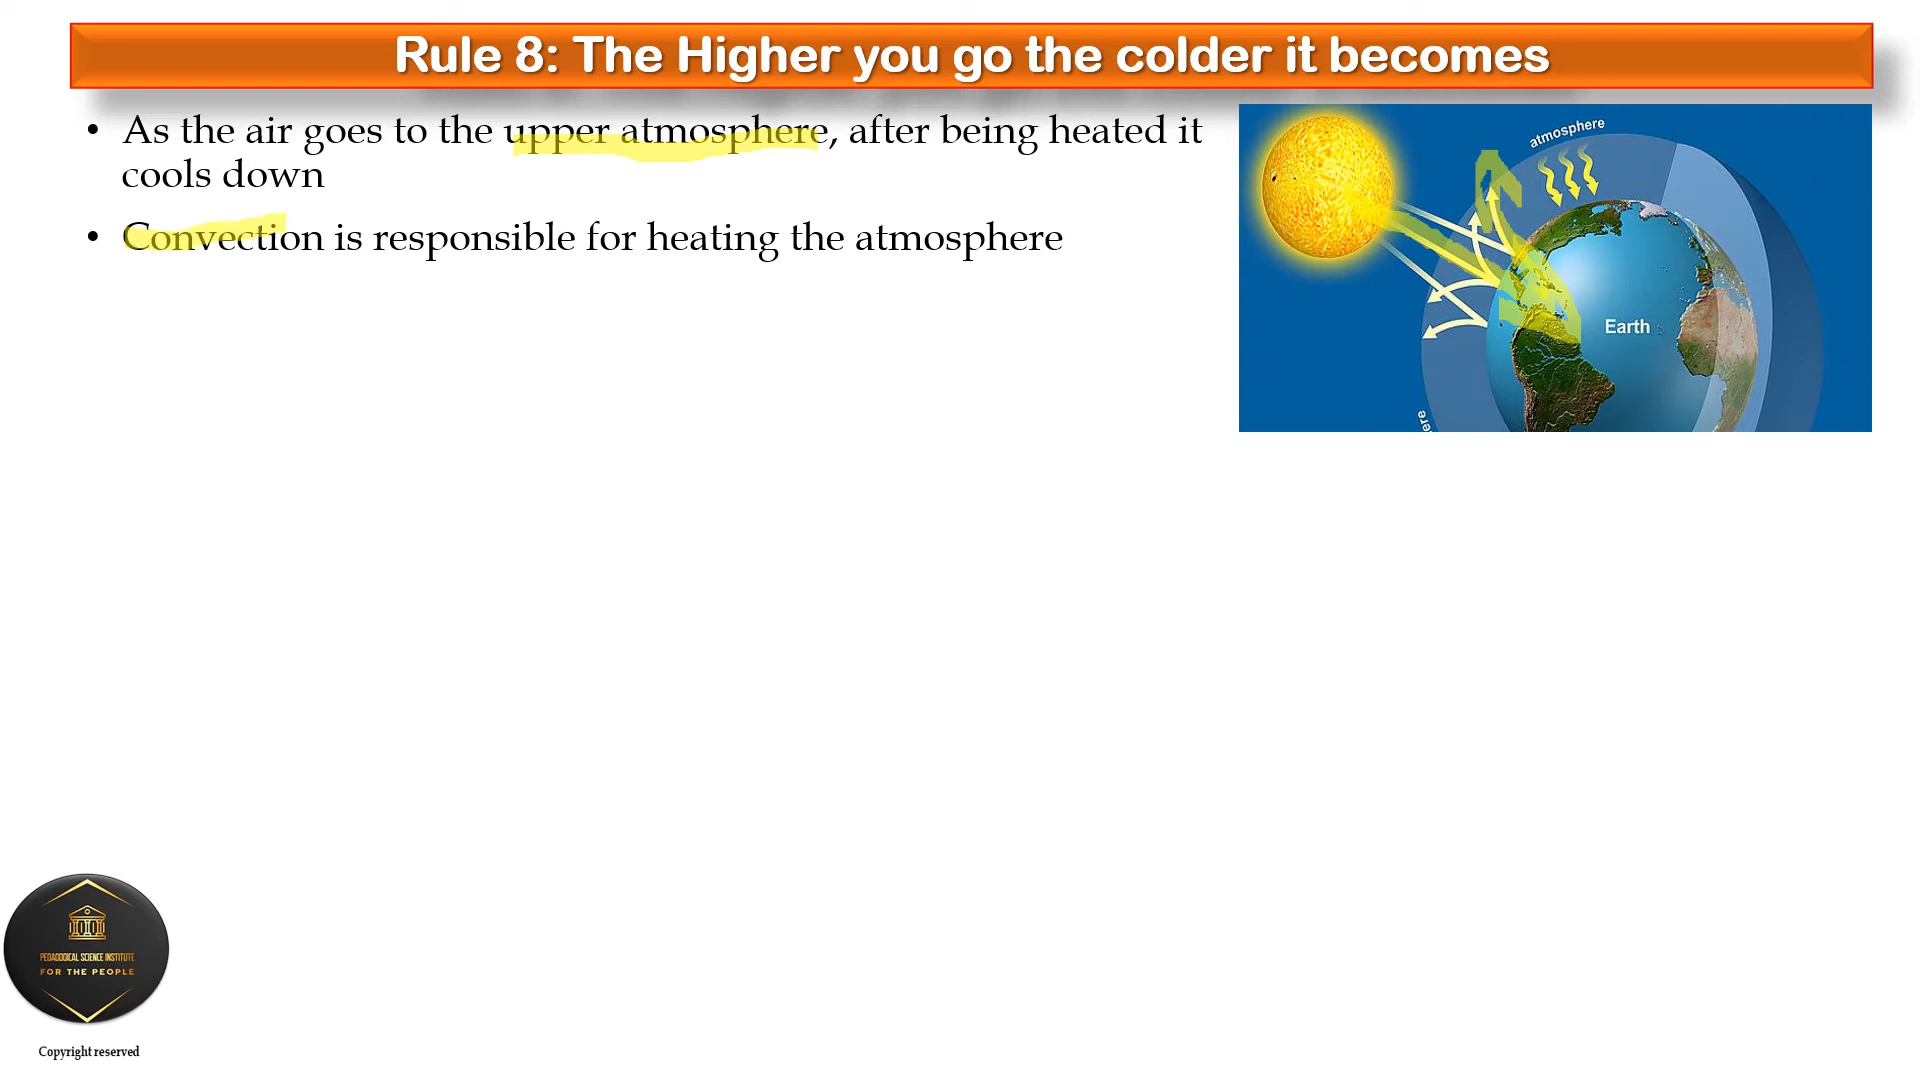 Rule 8: The Higher you go the colder it becomes
• As the air goes to the upper atmosphere, after being heated it
cools down
• Convection is responsible for heating the atmosphere
atmosphere
Earth
ere
PEDAGOGICAL SCIENCE INSTITUTE
FOR THE PEOPLE
Copyright reserved